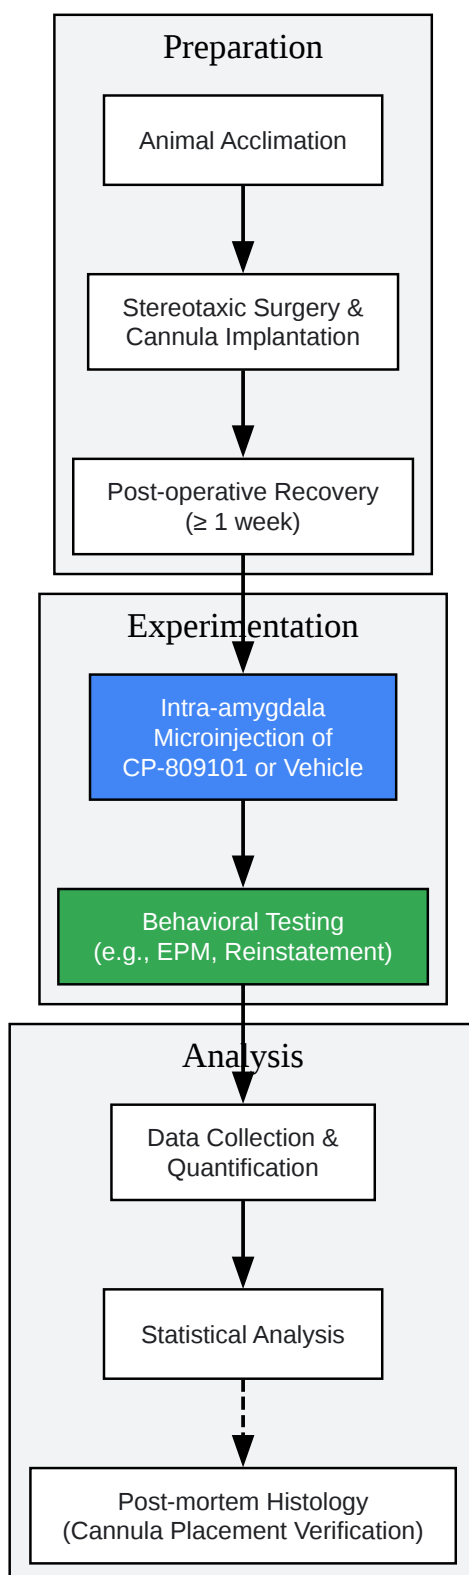 Preparation
Animal Acclimation
Stereotaxic Surgery &
Cannula Implantation
Post-operative Recovery
(≥ 1 week)
Experimentation
Intra-amygdala
Microinjection of
CP-809101 or Vehicle
Behavioral Testing
(e.g., EPM, Reinstatement)
Analysis
Data Collection &
Quantification
Statistical Analysis
Post-mortem Histology
(Cannula Placement Verification)